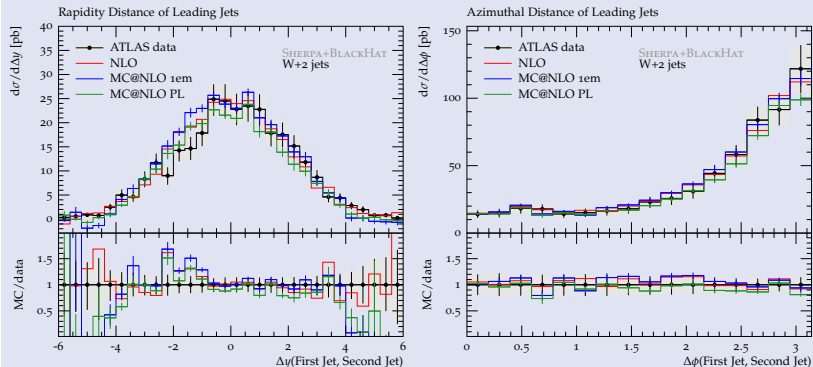 Rapidity Distance of Leading Jets
dσ/dΔy [pb]
40
35
30
25
20
15
10
5
0
ATLAS data
NLO
MC@NLO 1em
MC@NLO PL
SHERPA+BLACKHAT
W+2 jets
MC/data
1.5
1
0.5
-6 -4 -2 0 2 4 6
Δy(First Jet, Second Jet)
Azimuthal Distance of Leading Jets
dσ/dΔϕ [pb]
150
100
50
0
ATLAS data
NLO
MC@NLO 1em
MC@NLO PL
SHERPA+BLACKHAT
W+2 jets
MC/data
1.5
1
0.5
0 0.5 1 1.5 2 2.5 3
Δϕ(First Jet, Second Jet)